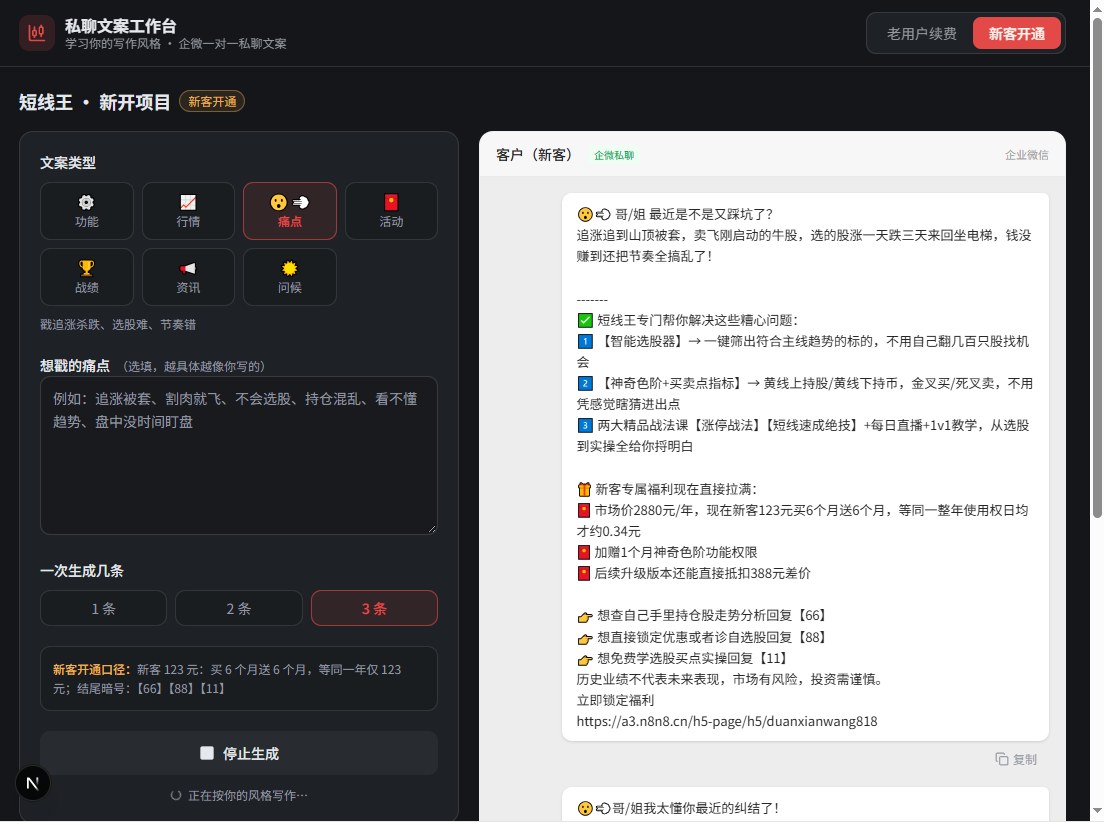 私聊文案工作台
学习你的写作风格 · 企微一对一私聊文案
老用户续费
新客开通
短线王 · 新开项目
新客开通
文案类型
功能
行情
痛点
活动
战绩
资讯
问候
戳追涨杀跌、选股难、节奏错
想戳的痛点 （选填，越具体越像你写的）
例如：追涨被套、割肉就飞、不会选股、持仓混乱、看不懂
趋势、盘中没时间盯盘
一次生成几条
1 条
2 条
3 条
新客开通口径：新客 123 元：买 6 个月送 6 个月，等同一年仅 123
元；结尾暗号：【66】【88】【11】
停止生成
正在按你的风格写作…
N
客户（新客）
企微私聊
企业微信
😮💨 哥/姐 最近是不是又踩坑了？
追涨追到山顶被套，卖飞刚启动的牛股，选的股涨一天跌三天来回坐电梯，钱没
赚到还把节奏全搞乱了！
-------
✅ 短线王专门帮你解决这些糟心问题：
1️⃣ 【智能选股器】→ 一键筛出符合主线趋势的标的，不用自己翻几百只股找机
会
2️⃣ 【神奇色阶+买卖点指标】→ 黄线上持股/黄线下持币，金叉买/死叉卖，不用
凭感觉瞎猜进出点
3️⃣ 两大精品战法课【涨停战法】【短线速成绝技】+每日直播+1v1教学，从选股
到实操全给你捋明白
🎁 新客专属福利现在直接拉满：
🧧 市场价2880元/年，现在新客123元买6个月送6个月，等同一整年使用权日均
才约0.34元
🧧 加赠1个月神奇色阶功能权限
🧧 后续升级版本还能直接抵扣388元差价
👉 想查自己手里持仓股走势分析回复【66】
👉 想直接锁定优惠或者诊自选股回复【88】
👉 想免费学选股买点实操回复【11】
历史业绩不代表未来表现，市场有风险，投资需谨慎。
立即锁定福利
https://a3.n8n8.cn/h5-page/h5/duanxianwang818
复制
😮💨哥/姐我太懂你最近的纠结了！